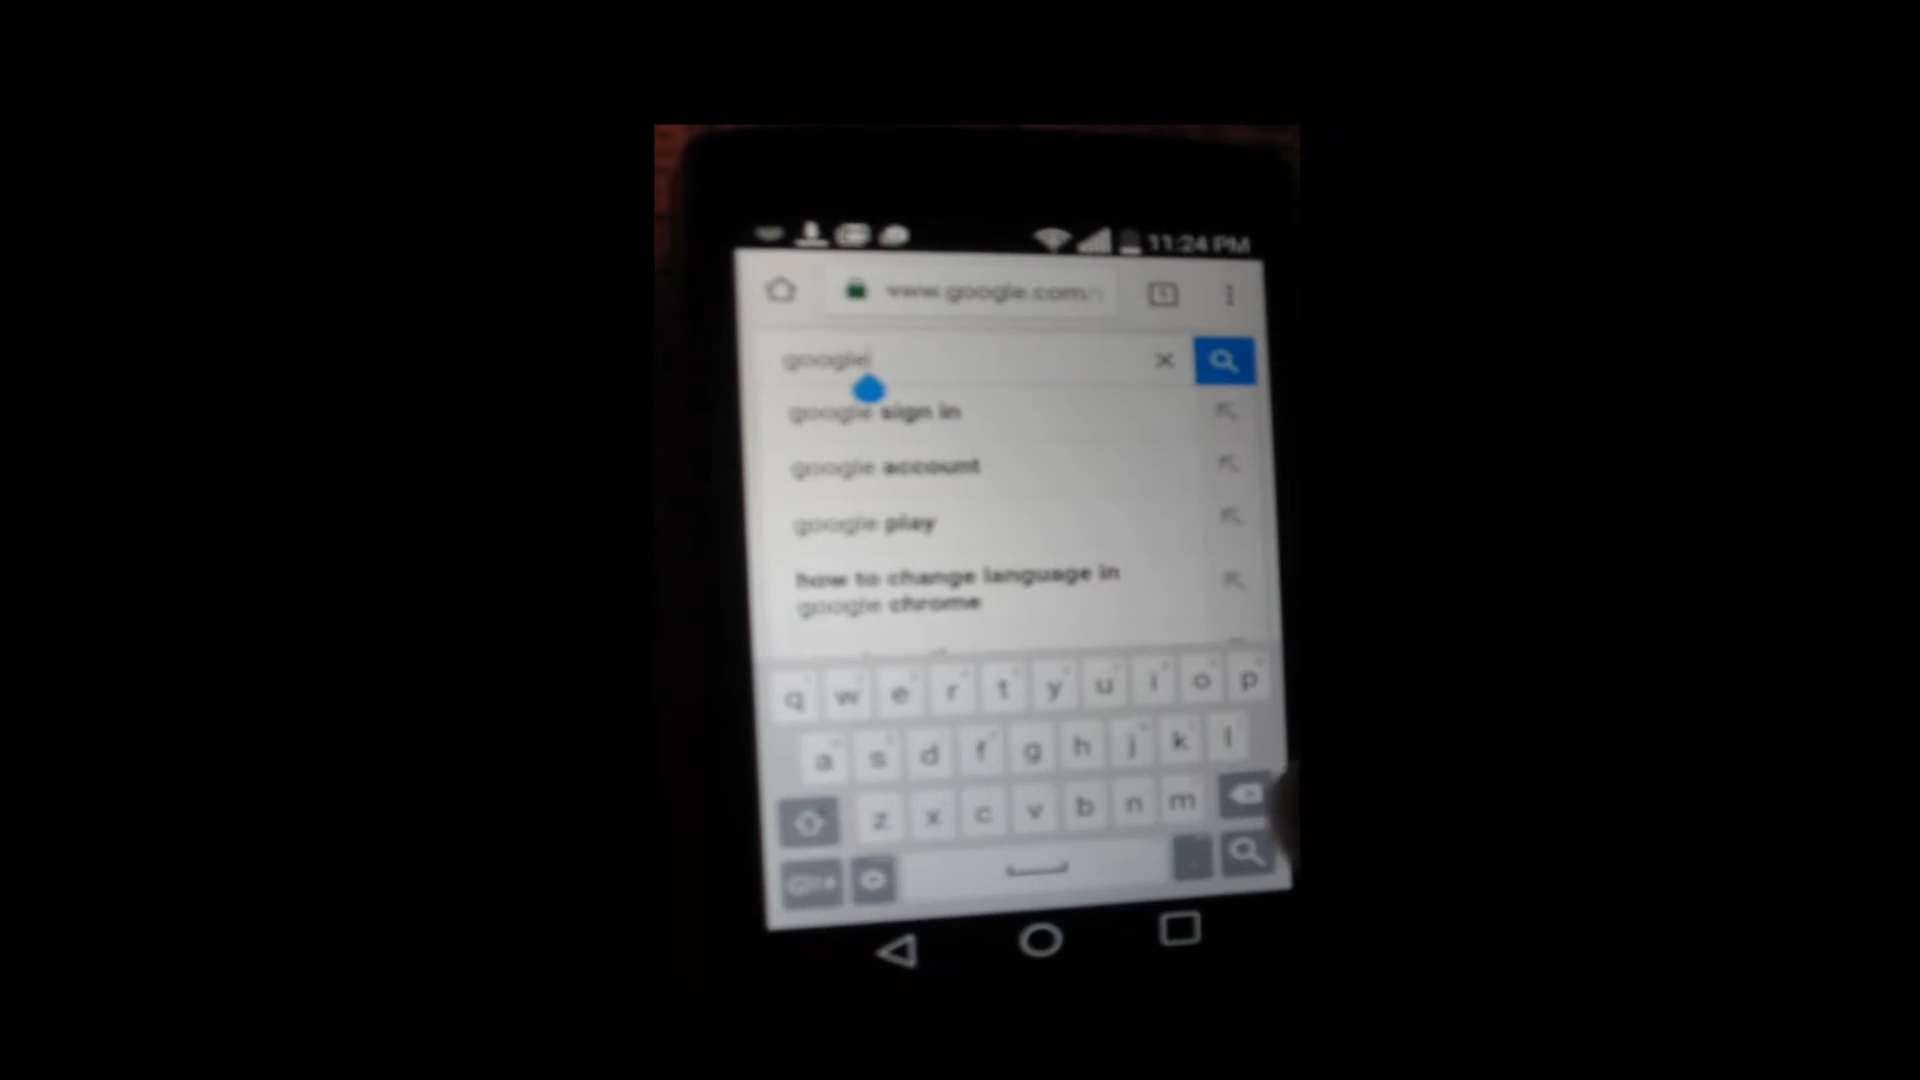 11:24 PM
www.google.com/
google
google sign in
google account
google play
how to change language in
google chrome
q w e r t y u i o p
a s d f g h j k l
z x c v b n m